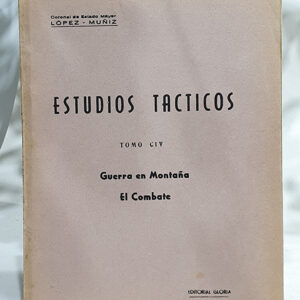 Coronel de Estado Mayor
LÓPEZ - MUÑIZ
ESTUDIOS TACTICOS
TOMO CIV
Guerra en Montaña
El Combate
EDITORIAL GLORIA